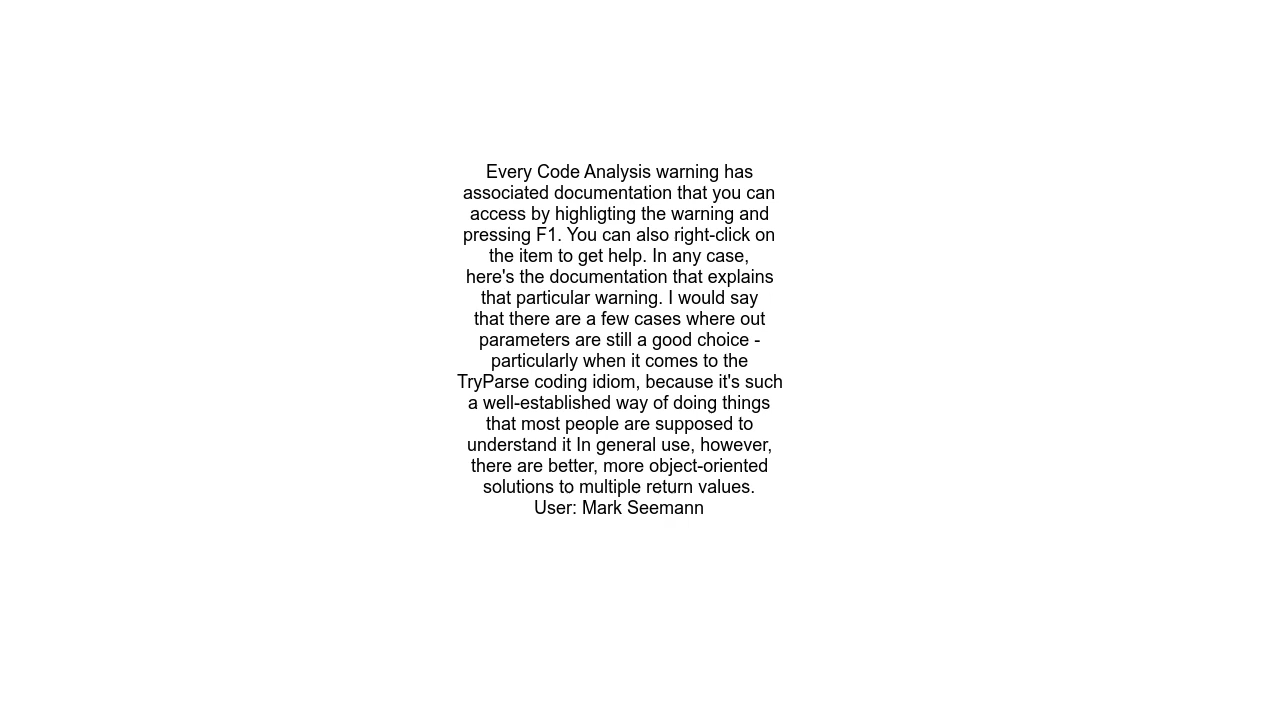 Every Code Analysis warning has
associated documentation that you can
access by highligting the warning and
pressing F1. You can also right-click on
the item to get help. In any case,
here's the documentation that explains
that particular warning. I would say
that there are a few cases where out
parameters are still a good choice -
particularly when it comes to the
TryParse coding idiom, because it's such
a well-established way of doing things
that most people are supposed to
understand it In general use, however,
there are better, more object-oriented
solutions to multiple return values.
User: Mark Seemann